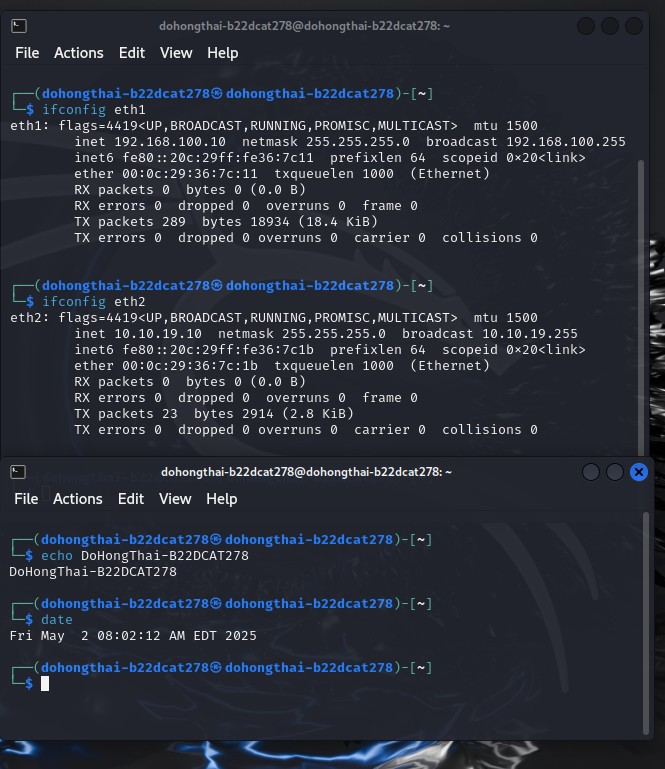 dohongthai-b22dcat278@dohongthai-b22dcat278: ~
File Actions Edit View Help
┌──(dohongthai-b22dcat278㉿dohongthai-b22dcat278)-[~]
└─$ ifconfig eth1
eth1: flags=4419<UP,BROADCAST,RUNNING,PROMISC,MULTICAST>  mtu 1500
        inet 192.168.100.10  netmask 255.255.255.0  broadcast 192.168.100.255
        inet6 fe80::20c:29ff:fe36:7c11  prefixlen 64  scopeid 0×20<link>
        ether 00:0c:29:36:7c:11  txqueuelen 1000  (Ethernet)
        RX packets 0  bytes 0 (0.0 B)
        RX errors 0  dropped 0  overruns 0  frame 0
        TX packets 289  bytes 18934 (18.4 KiB)
        TX errors 0  dropped 0 overruns 0  carrier 0  collisions 0
┌──(dohongthai-b22dcat278㉿dohongthai-b22dcat278)-[~]
└─$ ifconfig eth2
eth2: flags=4419<UP,BROADCAST,RUNNING,PROMISC,MULTICAST>  mtu 1500
        inet 10.10.19.10  netmask 255.255.255.0  broadcast 10.10.19.255
        inet6 fe80::20c:29ff:fe36:7c1b  prefixlen 64  scopeid 0×20<link>
        ether 00:0c:29:36:7c:1b  txqueuelen 1000  (Ethernet)
        RX packets 0  bytes 0 (0.0 B)
        RX errors 0  dropped 0  overruns 0  frame 0
        TX packets 23  bytes 2914 (2.8 KiB)
        TX errors 0  dropped 0 overruns 0  carrier 0  collisions 0
dohongthai-b22dcat278@dohongthai-b22dcat278: ~
File Actions Edit View Help
┌──(dohongthai-b22dcat278㉿dohongthai-b22dcat278)-[~]
└─$ echo DoHongThai-B22DCAT278
DoHongThai-B22DCAT278
┌──(dohongthai-b22dcat278㉿dohongthai-b22dcat278)-[~]
└─$ date
Fri May  2 08:02:12 AM EDT 2025
┌──(dohongthai-b22dcat278㉿dohongthai-b22dcat278)-[~]
└─$